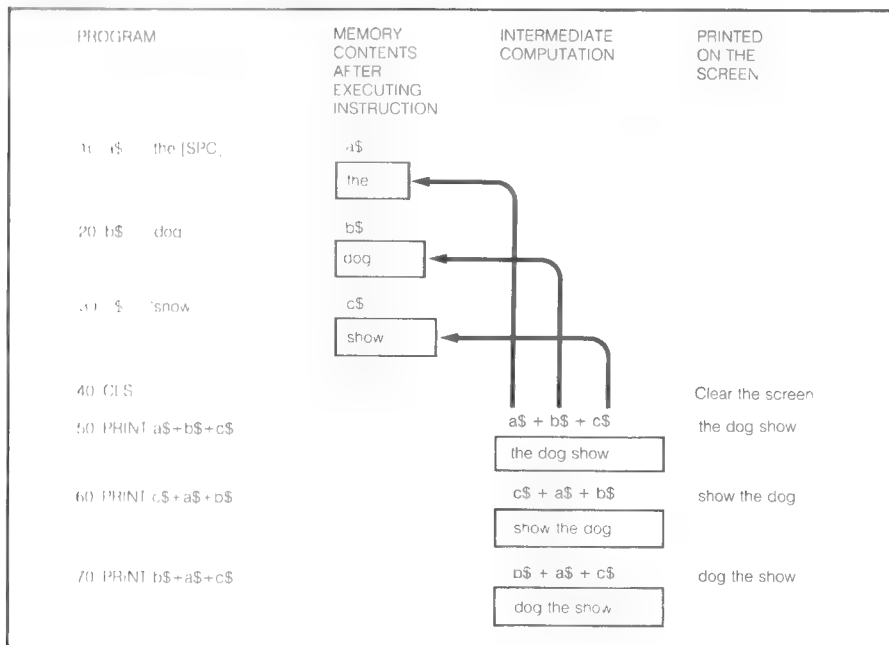 PROGRAM
MEMORY
CONTENTS
AFTER
EXECUTING
INSTRUCTION
INTERMEDIATE
COMPUTATION
PRINTED
ON THE
SCREEN
a$ the [SPC]
a$
the
20 b$ dog
b$
dog
$ show
c$
show
40 CLS
Clear the screen
50 PRINT a$+b$+c$
a$ + b$ + c$
the dog show
the dog show
60 PRINT c$+a$+b$
c$ + a$ + b$
show the dog
show the dog
70 PRINT b$+a$+c$
b$ + a$ + c$
dog the show
dog the show